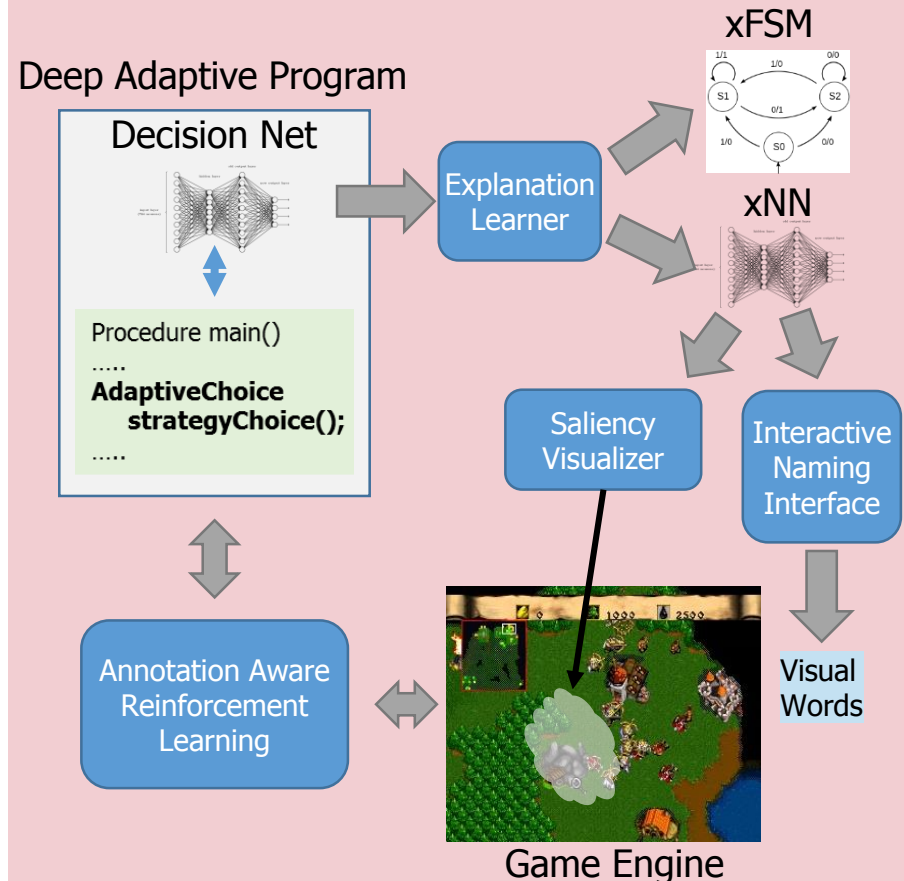 xFSM
1/1
0/0
1/0
S1
S2
0/1
1/0
0/0
S0
Deep Adaptive Program
Decision Net
Procedure main()
…..
AdaptiveChoice
strategyChoice();
…..
Explanation
Learner
xNN
Saliency
Visualizer
Interactive
Naming
Interface
Annotation Aware
Reinforcement
Learning
0
1000
2500
Visual
Words
Game Engine